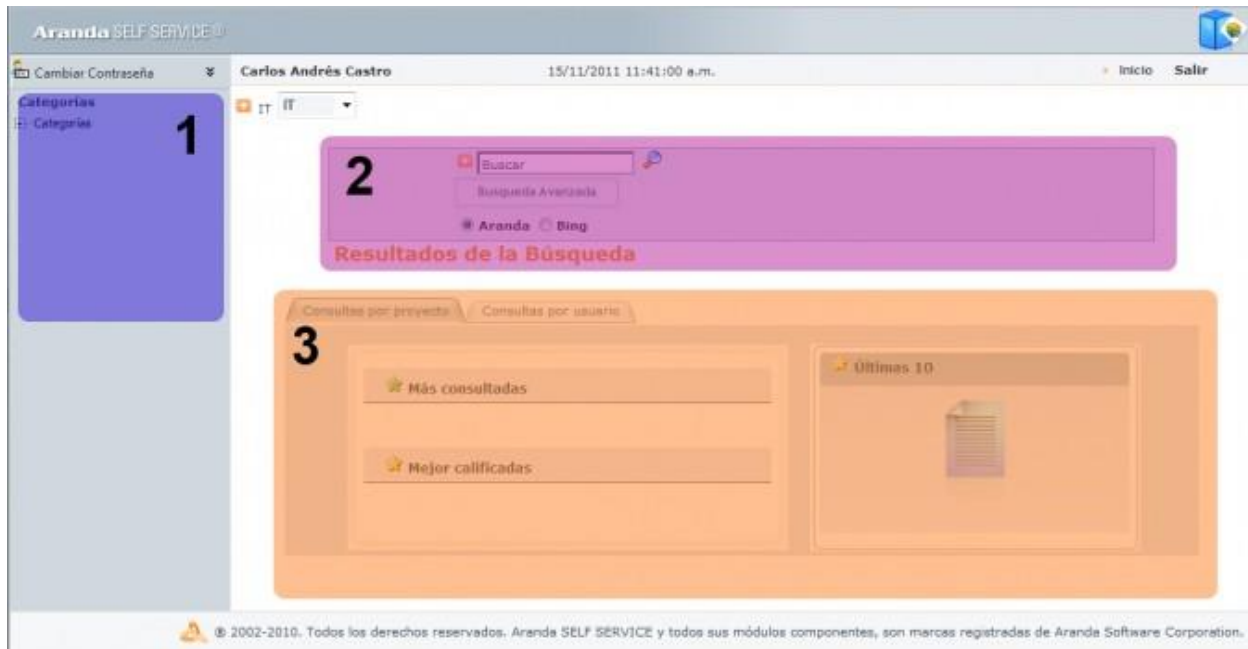 Aranda SELF SERVICE ®
Cambiar Contraseña
Carlos Andrés Castro 15/11/2011 11:41:00 a.m. Inicio Salir
Categorías
Categorías
1
IT IT
2
Buscar
Busqueda Avanzada
Aranda Bing
Resultados de la Búsqueda
Consultas por proyecto Consultas por usuario
3
Más consultadas
Mejor calificadas
Últimas 10
® 2002-2010. Todos los derechos reservados. Aranda SELF SERVICE y todos sus módulos componentes, son marcas registradas de Aranda Software Corporation.